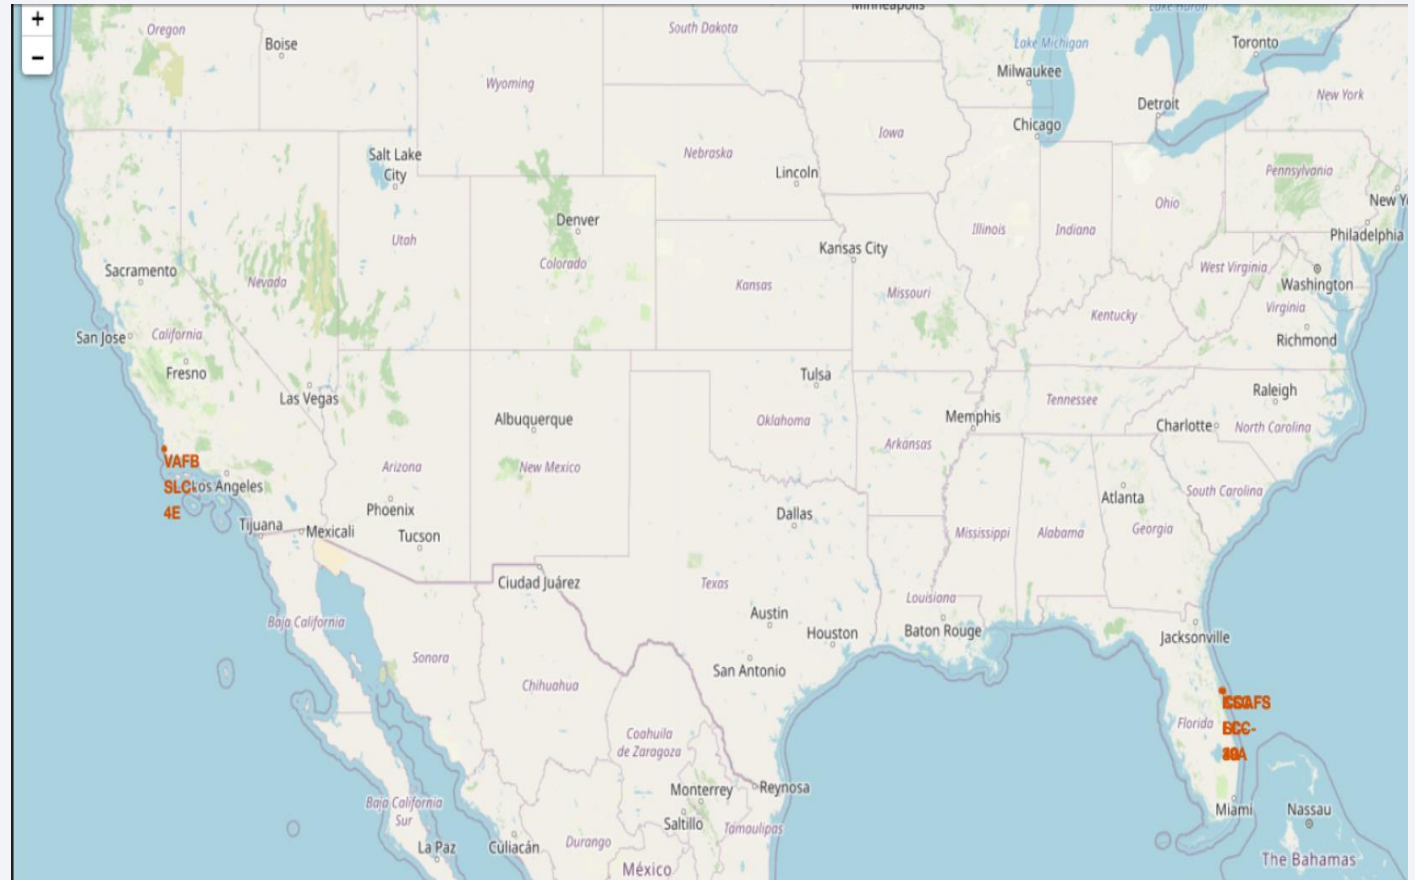 +
−
Oregon
Boise
South Dakota
Minneapolis
Lake Huron
Lake Michigan
Toronto
Wyoming
Milwaukee
New York
Detroit
Chicago
Iowa
Salt Lake
City
Nebraska
Lincoln
Pennsylvania
New Y
Ohio
Denver
Philadelphia
Utah
Kansas City
Illinois
Indiana
Sacramento
Colorado
West Virginia
Nevada
Kansas
Missouri
Washington
Virginia
Kentucky
San Jose
California
Richmond
Fresno
Tulsa
Las Vegas
Raleigh
Tennessee
Albuquerque
Oklahoma
Memphis
Charlotte
North Carolina
Arkansas
VAFB
SLC-
4E
Los Angeles
Arizona
New Mexico
Atlanta
South Carolina
Phoenix
Dallas
Tijuana
Mexicali
Tucson
Mississippi
Alabama
Georgia
Ciudad Juárez
Texas
Louisiana
Austin
Baja California
Houston
Baton Rouge
Jacksonville
Sonora
San Antonio
Chihuahua
Florida
Coahuila
de Zaragoza
Monterrey
Reynosa
Baja California
Sur
Saltillo
Tamaulipas
Miami
Nassau
La Paz
Culiacán
Durango
México
The Bahamas